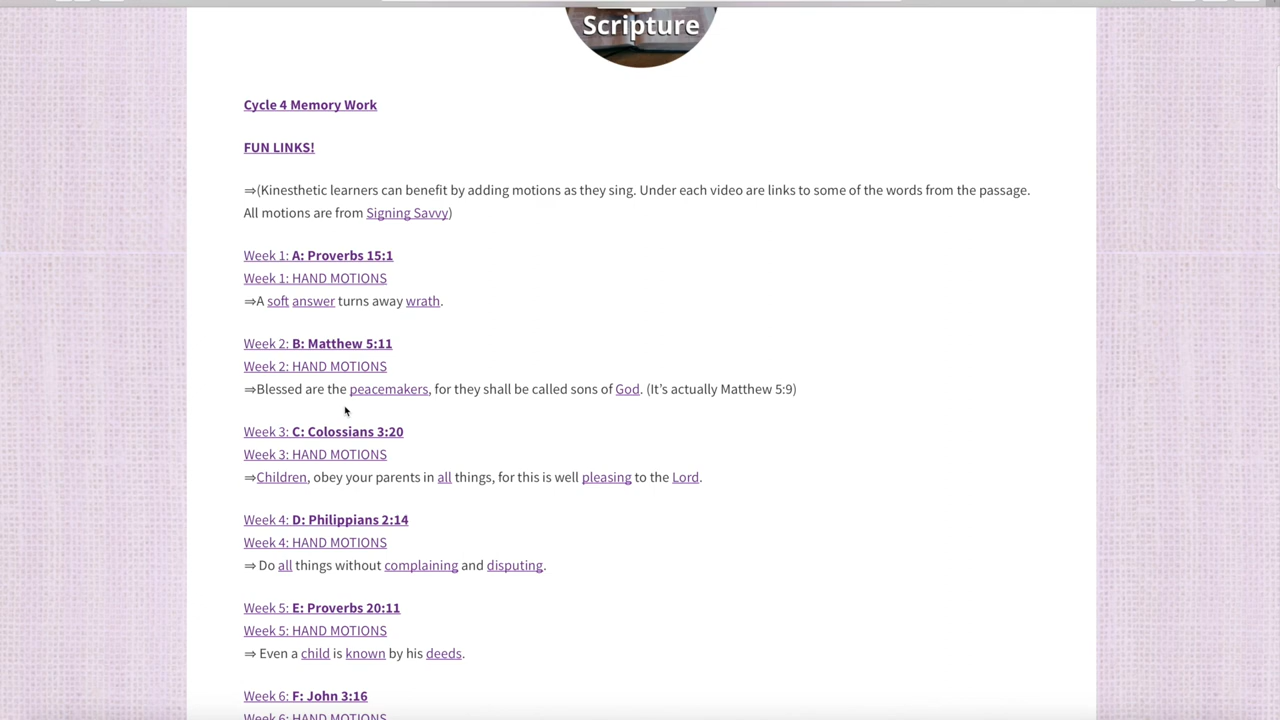 Scripture
Cycle 4 Memory Work
FUN LINKS!
⇒(Kinesthetic learners can benefit by adding motions as they sing. Under each video are links to some of the words from the passage.
All motions are from Signing Savvy)
Week 1: A: Proverbs 15:1
Week 1: HAND MOTIONS
⇒A soft answer turns away wrath.
Week 2: B: Matthew 5:11
Week 2: HAND MOTIONS
⇒Blessed are the peacemakers, for they shall be called sons of God. (It’s actually Matthew 5:9)
Week 3: C: Colossians 3:20
Week 3: HAND MOTIONS
⇒Children, obey your parents in all things, for this is well pleasing to the Lord.
Week 4: D: Philippians 2:14
Week 4: HAND MOTIONS
⇒ Do all things without complaining and disputing.
Week 5: E: Proverbs 20:11
Week 5: HAND MOTIONS
⇒ Even a child is known by his deeds.
Week 6: F: John 3:16
Week 6: HAND MOTIONS